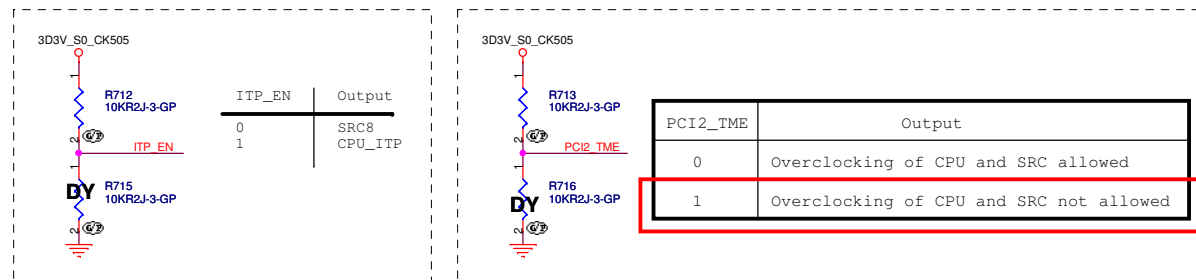 3D3V_S0_CK505
1
R712
10KR2J-3-GP
2
G/P
ITP_EN
1
DY
R715
10KR2J-3-GP
2
G/P
ITP_EN Output
0 SRC8
1 CPU_ITP
3D3V_S0_CK505
1
R713
10KR2J-3-GP
2
G/P
PCI2_TME
1
DY
R716
10KR2J-3-GP
2
G/P
PCI2_TME Output
0 Overclocking of CPU and SRC allowed
1 Overclocking of CPU and SRC not allowed